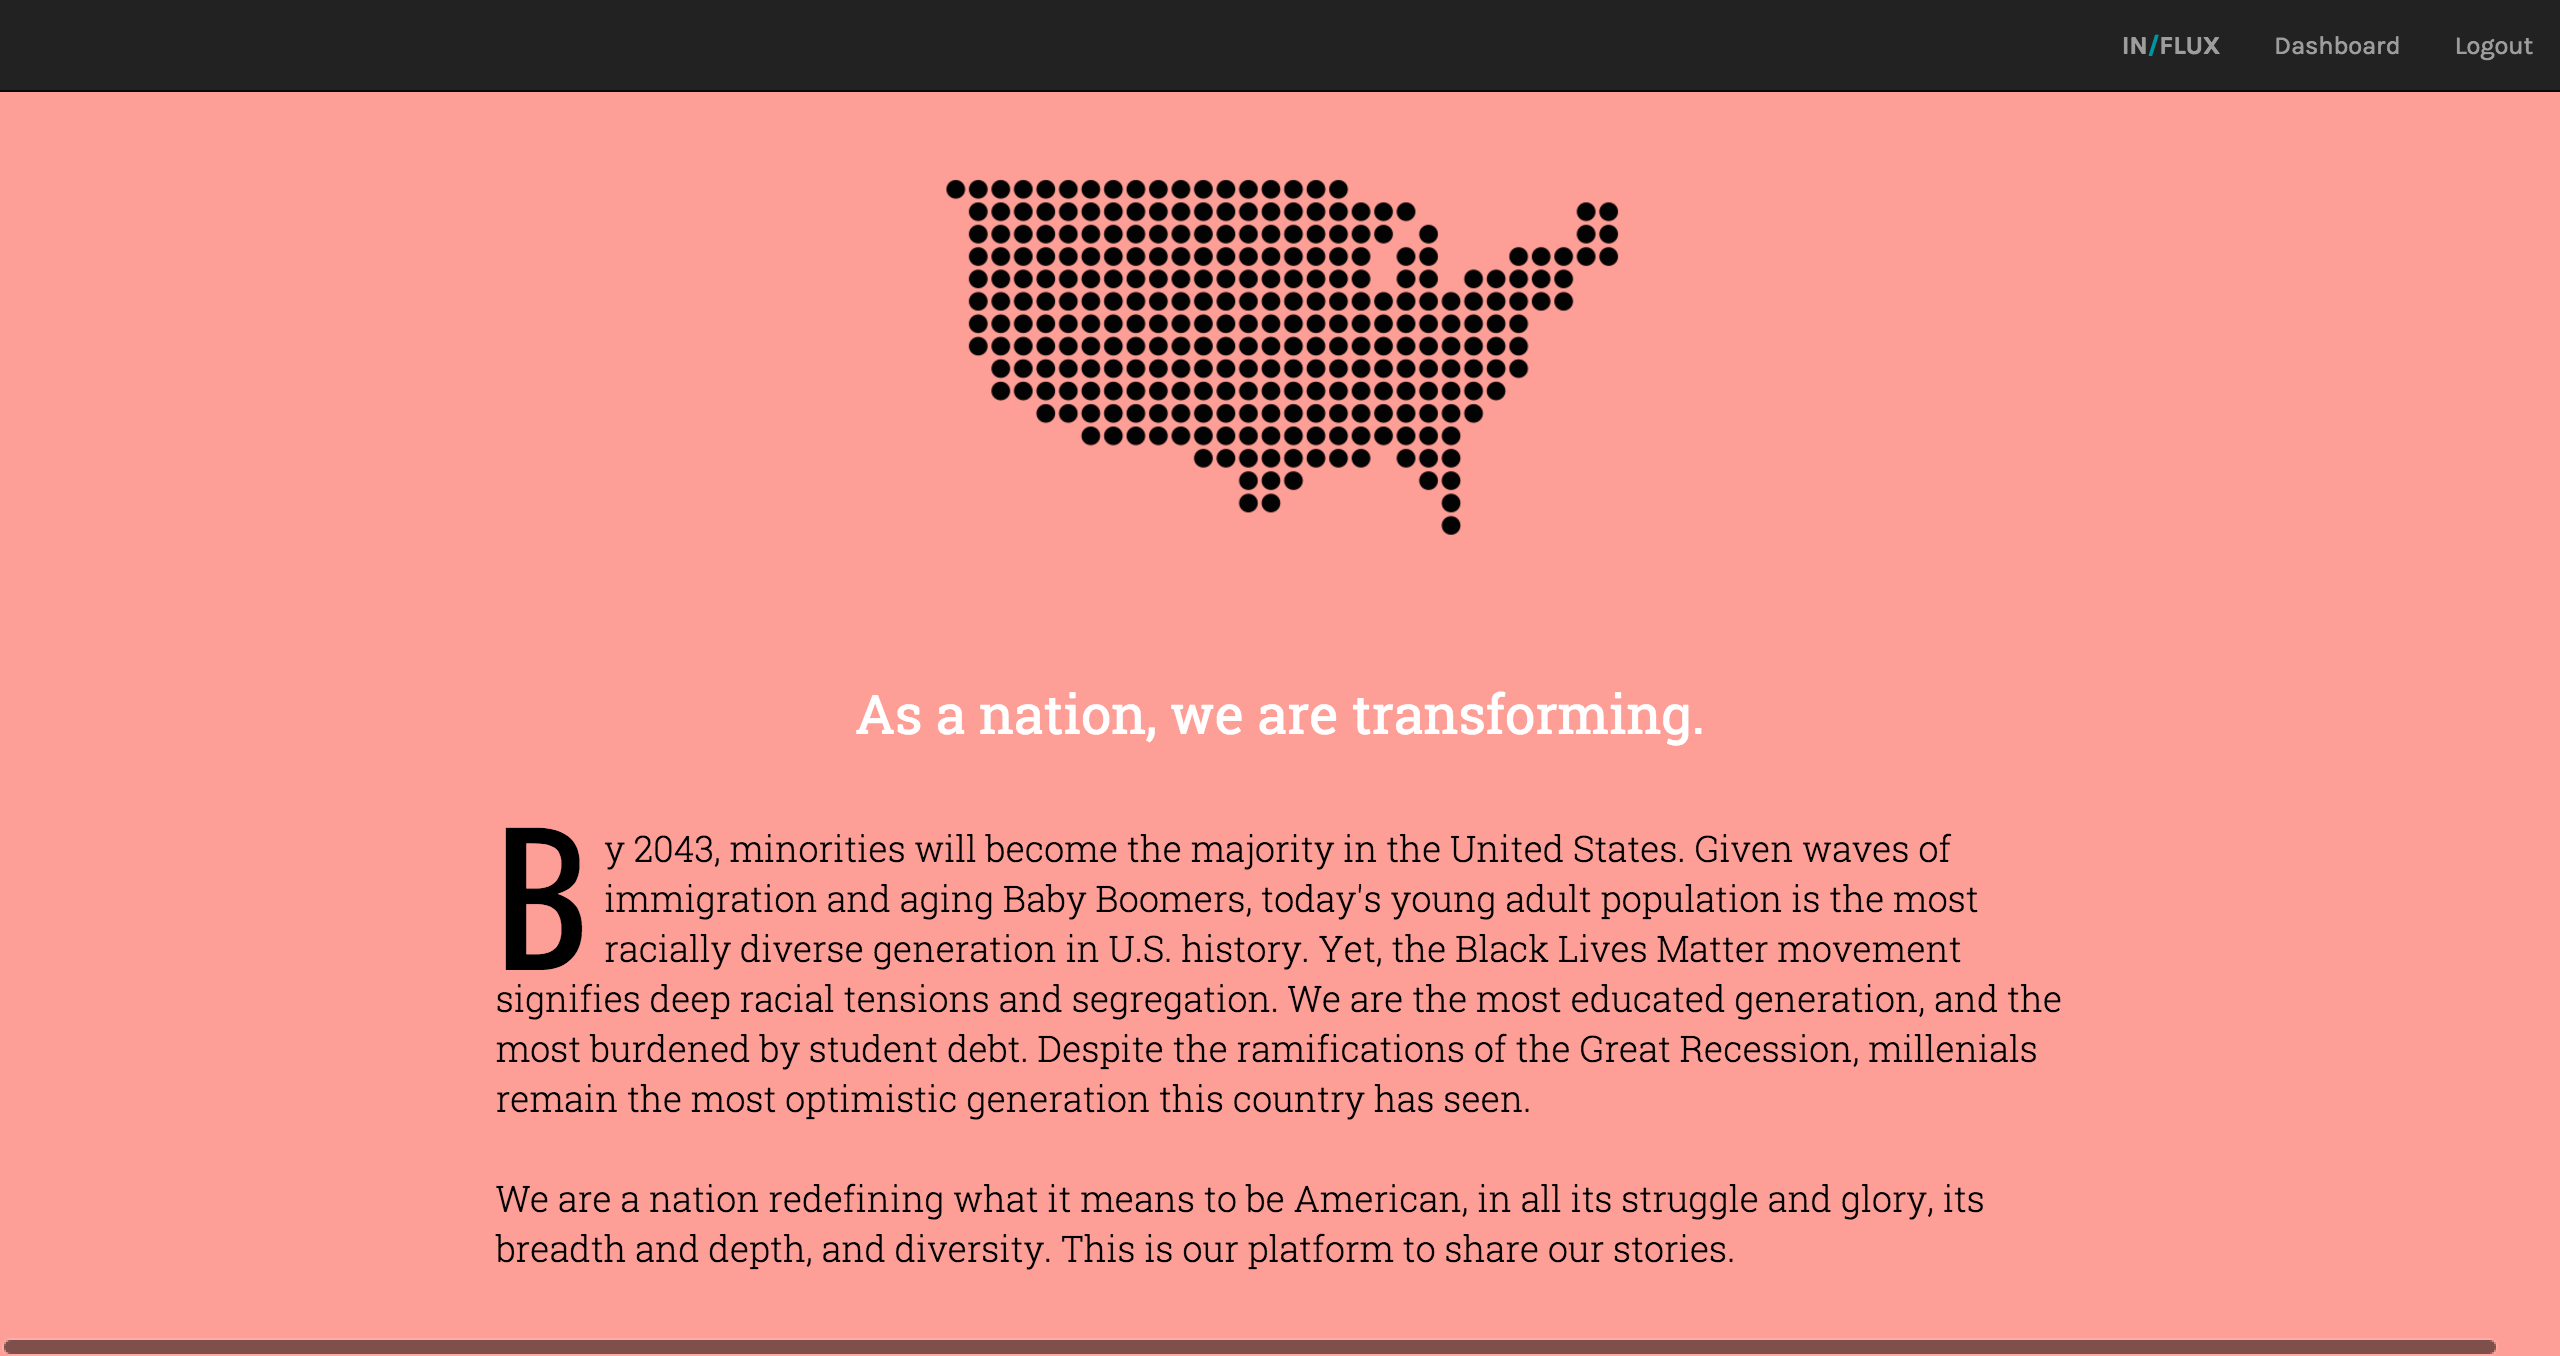 IN/FLUX Dashboard Logout
As a nation, we are transforming.
By 2043, minorities will become the majority in the United States. Given waves of
immigration and aging Baby Boomers, today's young adult population is the most
racially diverse generation in U.S. history. Yet, the Black Lives Matter movement
signifies deep racial tensions and segregation. We are the most educated generation, and the
most burdened by student debt. Despite the ramifications of the Great Recession, millenials
remain the most optimistic generation this country has seen.
We are a nation redefining what it means to be American, in all its struggle and glory, its
breadth and depth, and diversity. This is our platform to share our stories.